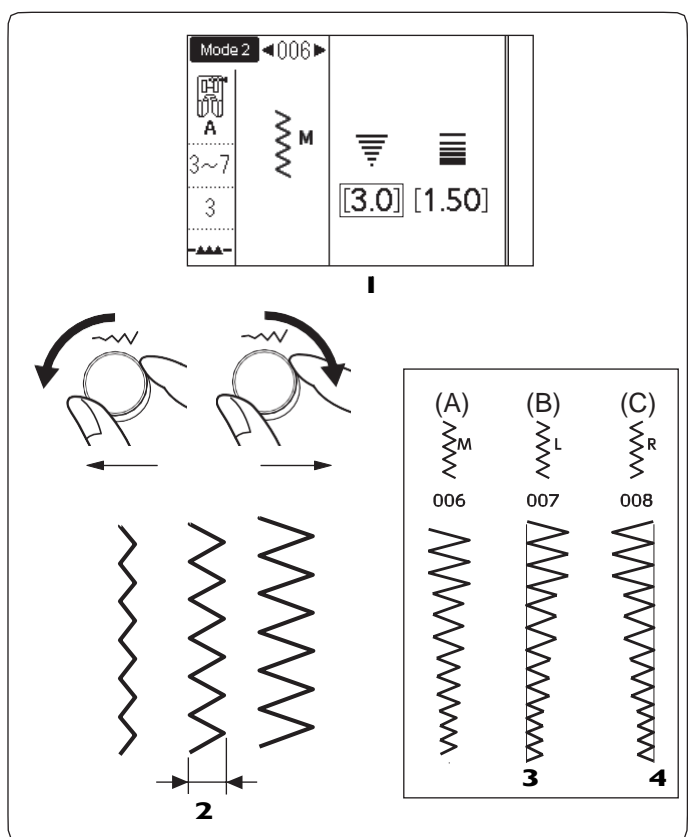 Mode 2 ◀006▶
A
M
3~7
[3.0] [1.50]
3
1
(A) (B) (C)
M L R
006 007 008
2
3 4